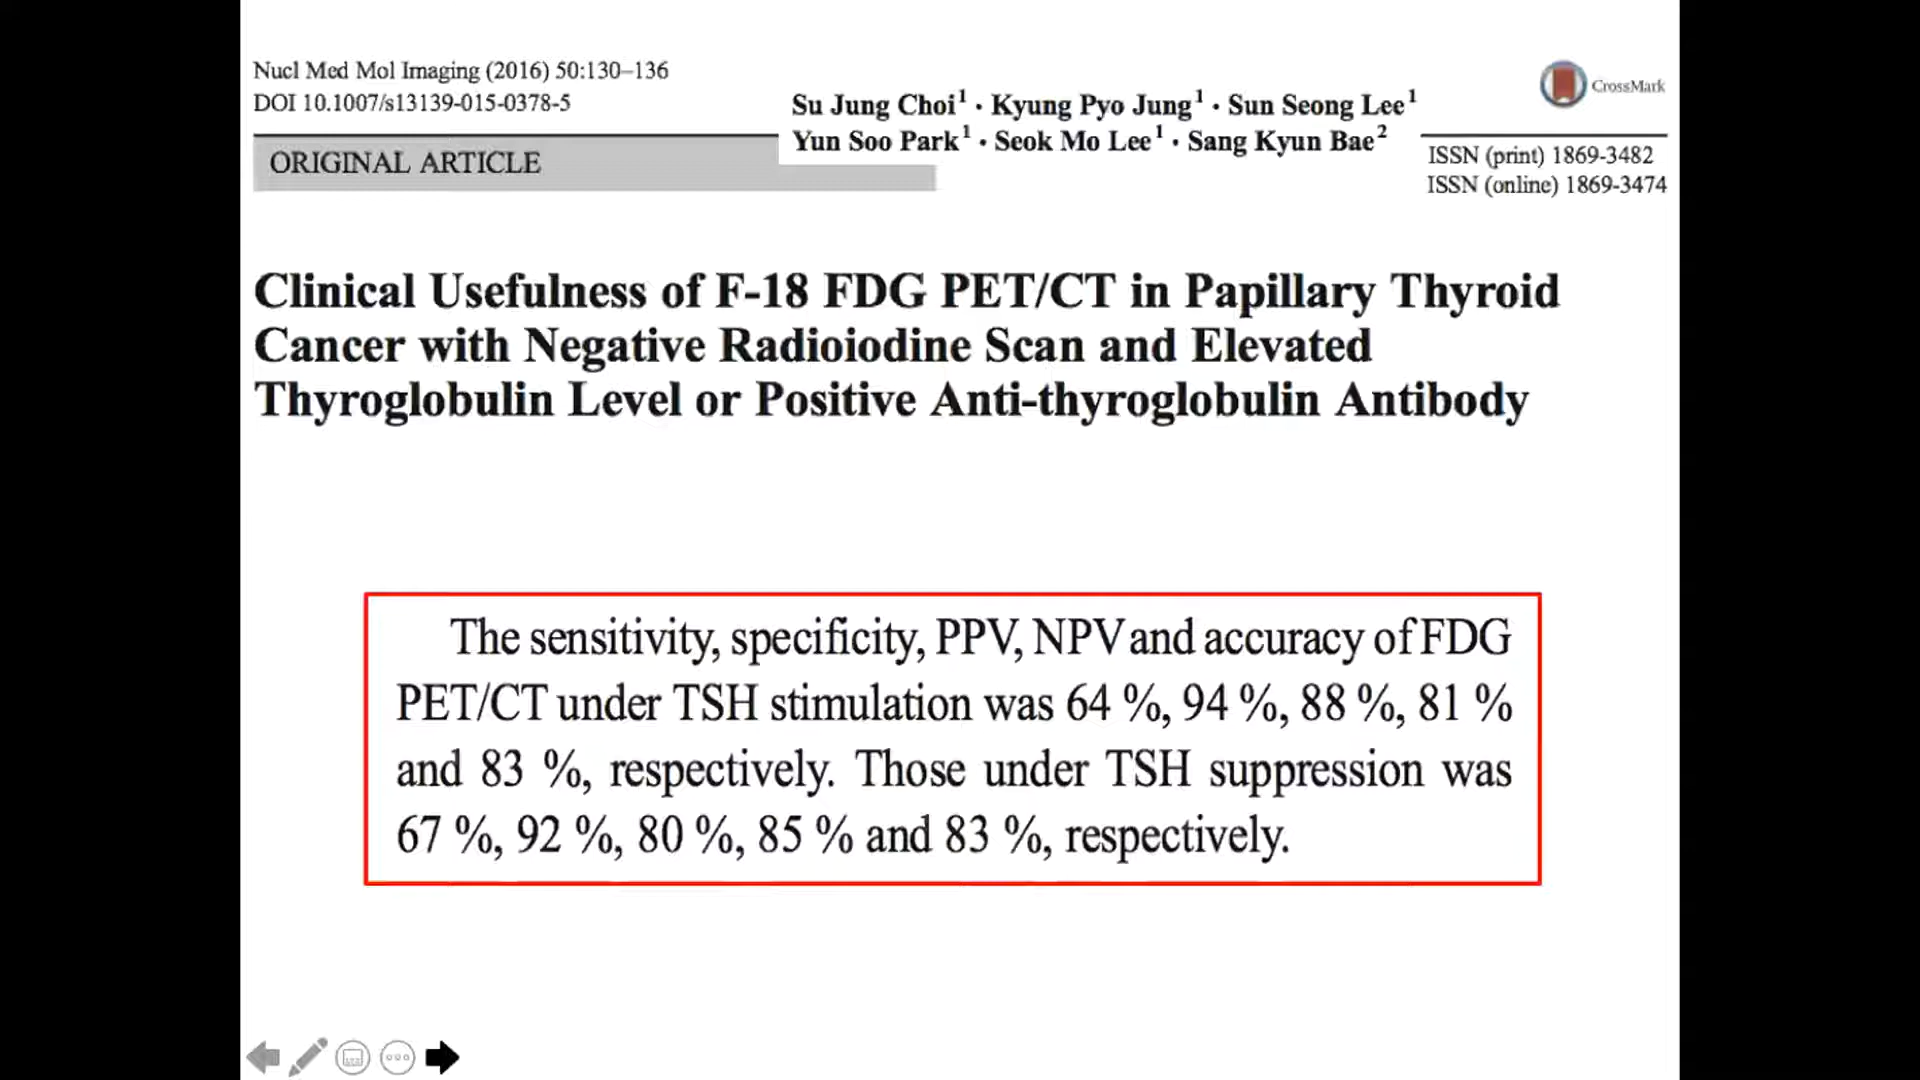 Nucl Med Mol Imaging (2016) 50:130–136
DOI 10.1007/s13139-015-0378-5
ORIGINAL ARTICLE
Su Jung Choi1 · Kyung Pyo Jung1 · Sun Seong Lee1
Yun Soo Park1 · Seok Mo Lee1 · Sang Kyun Bae2
CrossMark
ISSN (print) 1869-3482
ISSN (online) 1869-3474
Clinical Usefulness of F-18 FDG PET/CT in Papillary Thyroid
Cancer with Negative Radioiodine Scan and Elevated
Thyroglobulin Level or Positive Anti-thyroglobulin Antibody
The sensitivity, specificity, PPV, NPV and accuracy of FDG
PET/CT under TSH stimulation was 64 %, 94 %, 88 %, 81 %
and 83 %, respectively. Those under TSH suppression was
67 %, 92 %, 80 %, 85 % and 83 %, respectively.